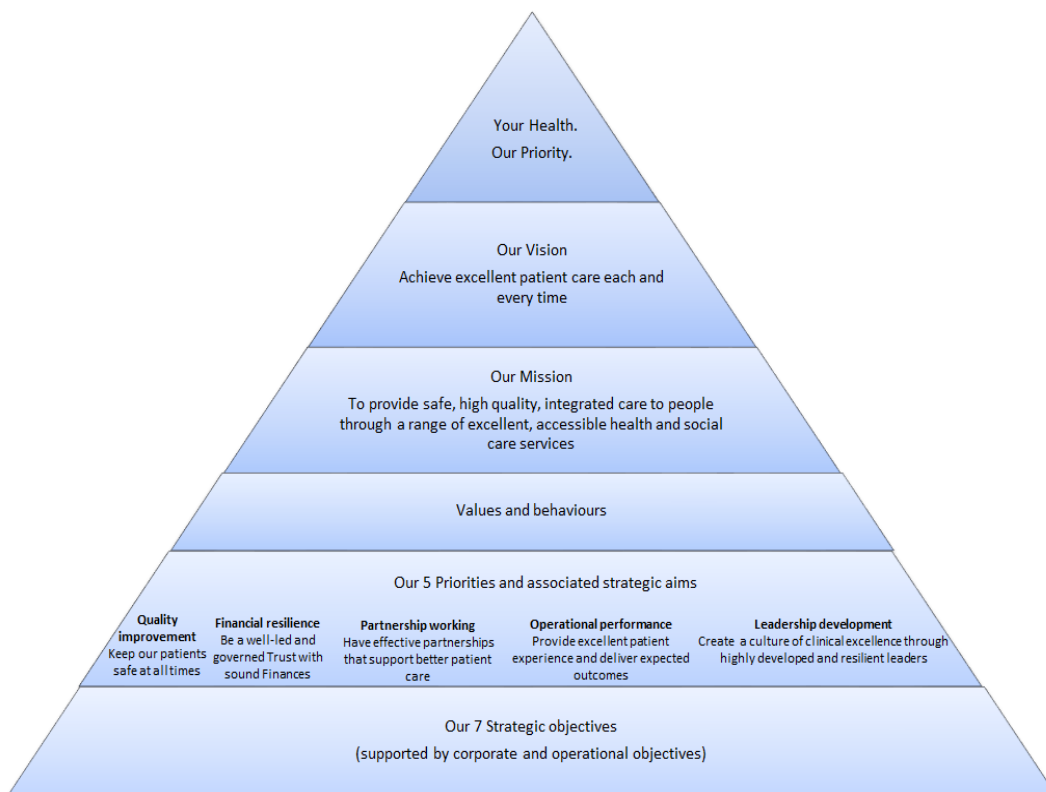 Your Health.
Our Priority.
Our Vision
Achieve excellent patient care each and
every time
Our Mission
To provide safe, high quality, integrated care to people
through a range of excellent, accessible health and social
care services
Values and behaviours
Our 5 Priorities and associated strategic aims
Quality
improvement
Keep our patients
safe at all times
Financial resilience
Be a well-led and
governed Trust with
sound Finances
Partnership working
Have effective partnerships
that support better patient
care
Operational performance
Provide excellent patient
experience and deliver expected
outcomes
Leadership development
Create a culture of clinical excellence through
highly developed and resilient leaders
Our 7 Strategic objectives
(supported by corporate and operational objectives)